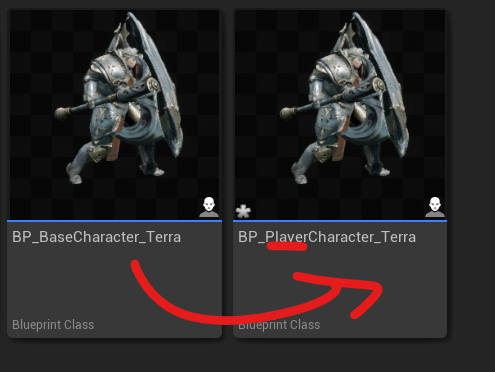 BP_BaseCharacter_Terra
Blueprint Class
BP_PlayerCharacter_Terra
Blueprint Class